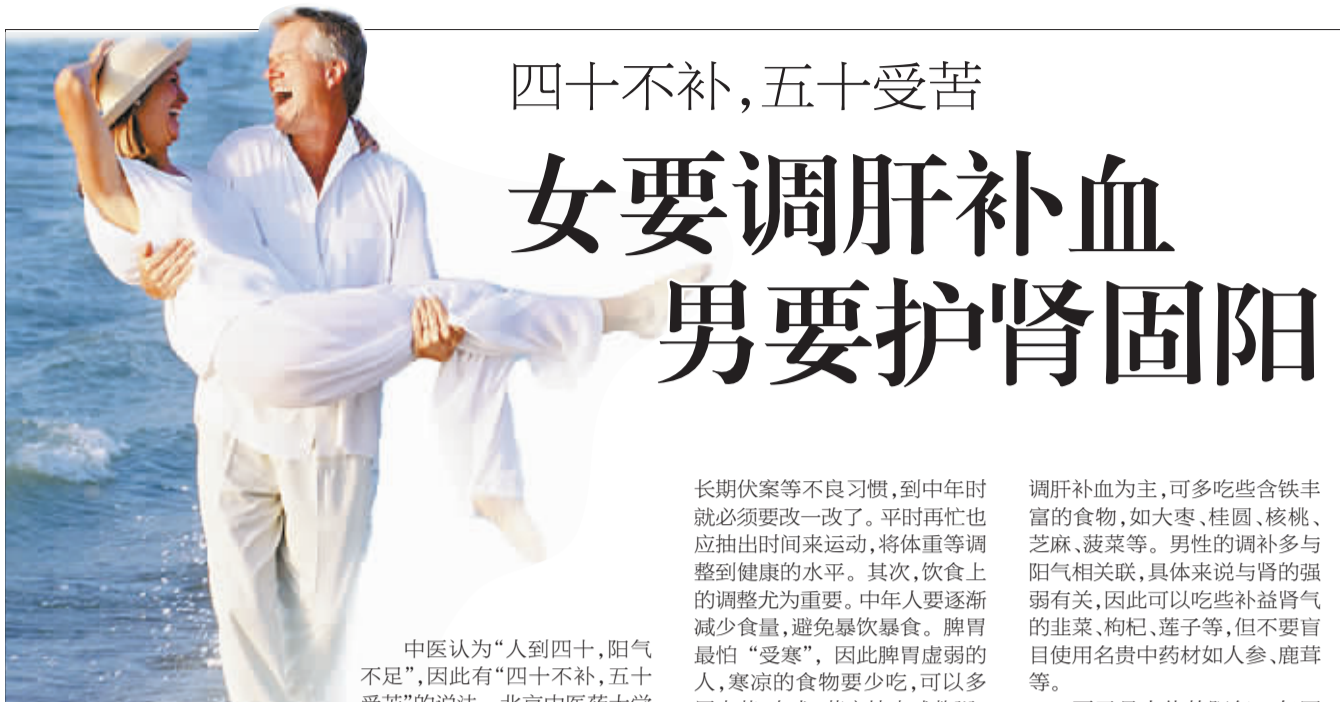 四十不补，五十受苦
女要调肝补血
男要护肾固阳
中医认为“人到四十，阳气
不足”，因此有“四十不补，五十
长期伏案等不良习惯，到中年时
就必须要改一改了。平时再忙也
应抽出时间来运动，将体重等调
整到健康的水平。其次，饮食上
的调整尤为重要。中年人要逐渐
减少食量，避免暴饮暴食。脾胃
最怕“受寒”，因此脾胃虚弱的
人，寒凉的食物要少吃，可以多
调肝补血为主，可多吃些含铁丰
富的食物，如大枣、桂圆、核桃、
芝麻、菠菜等。男性的调补多与
阳气相关联，具体来说与肾的强
弱有关，因此可以吃些补益肾气
的韭菜、枸杞、莲子等，但不要盲
目使用名贵中药材如人参、鹿茸
等。